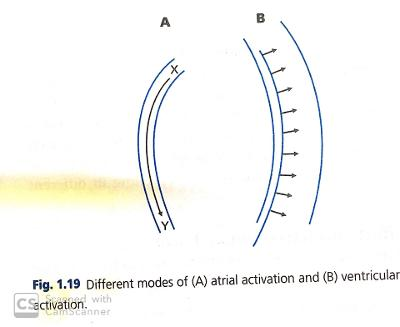 A
B
X
Y
Fig. 1.19 Different modes of (A) atrial activation and (B) ventricular
activation.
CS Scanned with
CamScanner